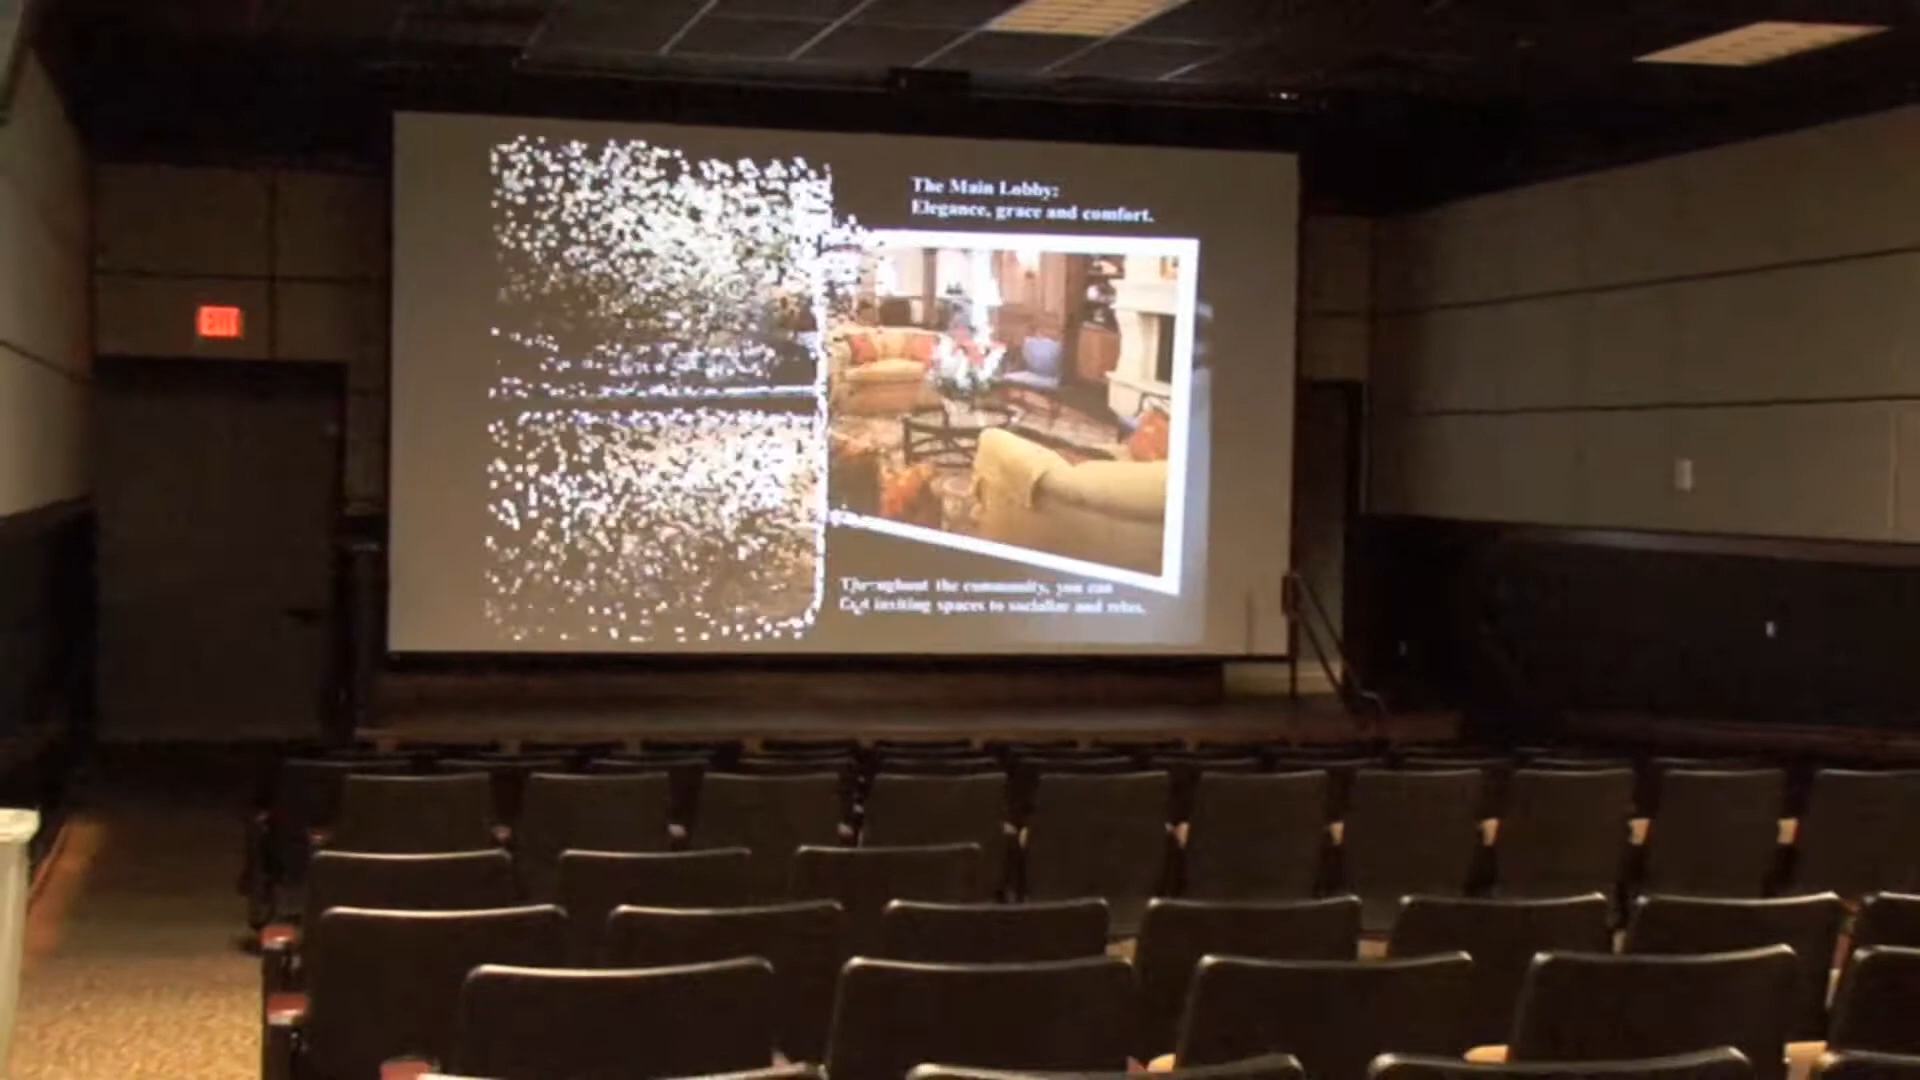 EXIT
The Main Lobby:
Elegance, grace and comfort.
Throughout the community, you can
find inviting spaces to socialize and relax.